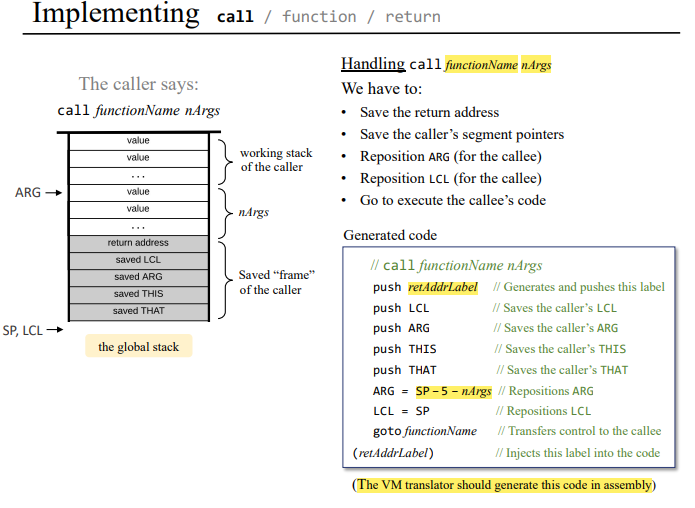 Implementing call / function / return
The caller says:
call functionName nArgs
value
value
...
value
value
...
return address
saved LCL
saved ARG
saved THIS
saved THAT
working stack
of the caller
ARG
nArgs
Saved “frame”
of the caller
SP, LCL
the global stack
Handling call functionName nArgs
We have to:
• Save the return address
• Save the caller’s segment pointers
• Reposition ARG (for the callee)
• Reposition LCL (for the callee)
• Go to execute the callee’s code
Generated code
// call functionName nArgs
push retAddrLabel // Generates and pushes this label
push LCL // Saves the caller’s LCL
push ARG // Saves the caller’s ARG
push THIS // Saves the caller’s THIS
push THAT // Saves the caller’s THAT
ARG = SP – 5 – nArgs // Repositions ARG
LCL = SP // Repositions LCL
goto functionName // Transfers control to the callee
(retAddrLabel) // Injects this label into the code
(The VM translator should generate this code in assembly)